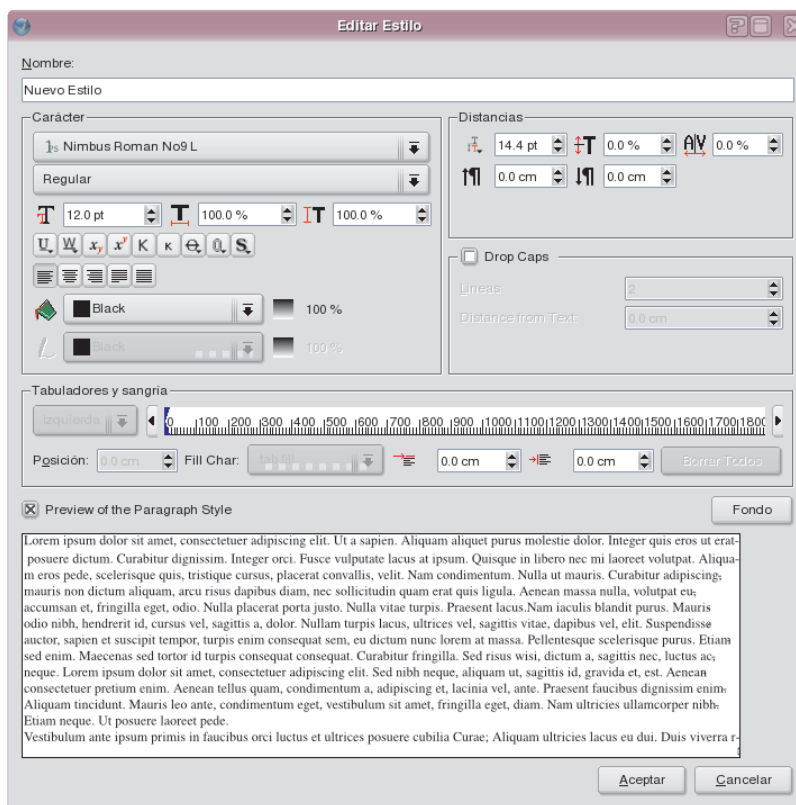 Editar Estilo
Nombre:
Nuevo Estilo
Carácter
Nimbus Roman No9 L
Regular
12.0 pt 100.0 % 100.0 %
Black 100 %
Black 100 %
Distancias
14.4 pt 0.0 % 0.0 %
0.0 cm 0.0 cm
Drop Caps
Líneas: 2
Distance from Text: 0.0 cm
Tabuladores y sangría
Izquierda 0 100 200 300 400 500 600 700 800 900 1000 1100 1200 1300 1400 1500 1600 1700 1800
Posición: 0.0 cm Fill Char: tab fill 0.0 cm 0.0 cm Borrar Todos
Preview of the Paragraph Style Fondo
Lorem ipsum dolor sit amet, consectetuer adipiscing elit. Ut a sapien. Aliquam aliquet purus molestie dolor. Integer quis eros ut erat-
posuere dictum. Curabitur dignissim. Integer orci. Fusce vulputate lacus at ipsum. Quisque in libero nec mi laoreet volutpat. Aliqua-
m eros pede, scelerisque quis, tristique cursus, placerat convallis, velit. Nam condimentum. Nulla ut mauris. Curabitur adipiscing,
mauris non dictum aliquam, arcu risus dapibus diam, nec sollicitudin quam erat quis ligula. Aenean massa nulla, volutpat eu,
accumsan et, fringilla eget, odio. Nulla placerat porta justo. Nulla vitae turpis. Praesent lacus.Nam iaculis blandit purus. Mauris
odio nibh, hendrerit id, cursus vel, sagittis a, dolor. Nullam turpis lacus, ultrices vel, sagittis vitae, dapibus vel, elit. Suspendisse
auctor, sapien et suscipit tempor, turpis enim consequat sem, eu dictum nunc lorem at massa. Pellentesque scelerisque purus. Etiam
sed enim. Maecenas sed tortor id turpis consequat consequat. Curabitur fringilla. Sed risus wisi, dictum a, sagittis nec, luctus ac,
neque. Lorem ipsum dolor sit amet, consectetuer adipiscing elit. Sed nibh neque, aliquam ut, sagittis id, gravida et, est. Aenean
consectetuer pretium enim. Aenean tellus quam, condimentum a, adipiscing et, lacinia vel, ante. Praesent faucibus dignissim enim.
Aliquam tincidunt. Mauris leo ante, condimentum eget, vestibulum sit amet, fringilla eget, diam. Nam ultricies ullamcorper nibh.
Etiam neque. Ut posuere laoreet pede.
Vestibulum ante ipsum primis in faucibus orci luctus et ultrices posuere cubilia Curae; Aliquam ultricies lacus eu dui. Duis viverra r-
Aceptar Cancelar